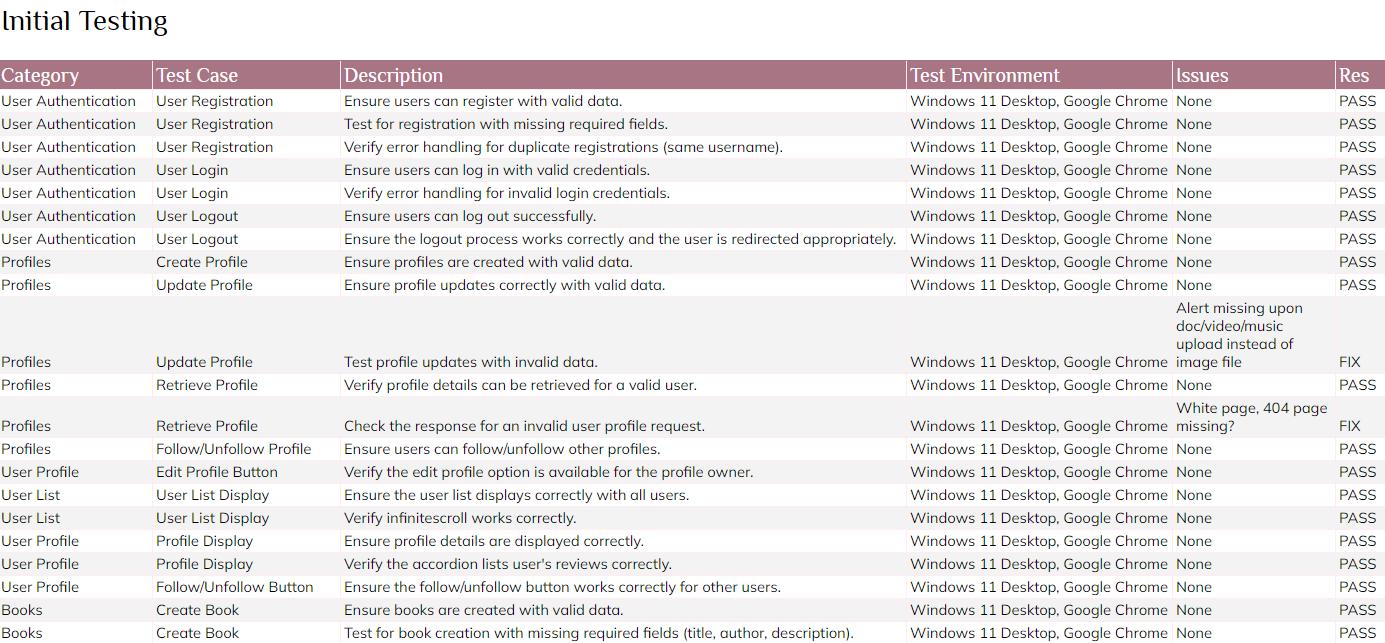 Initial Testing
Category Test Case Description Test Environment Issues Res
User Authentication User Registration Ensure users can register with valid data. Windows 11 Desktop, Google Chrome None PASS
User Authentication User Registration Test for registration with missing required fields. Windows 11 Desktop, Google Chrome None PASS
User Authentication User Registration Verify error handling for duplicate registrations (same username). Windows 11 Desktop, Google Chrome None PASS
User Authentication User Login Ensure users can log in with valid credentials. Windows 11 Desktop, Google Chrome None PASS
User Authentication User Login Verify error handling for invalid login credentials. Windows 11 Desktop, Google Chrome None PASS
User Authentication User Logout Ensure users can log out successfully. Windows 11 Desktop, Google Chrome None PASS
User Authentication User Logout Ensure the logout process works correctly and the user is redirected appropriately. Windows 11 Desktop, Google Chrome None PASS
Profiles Create Profile Ensure profiles are created with valid data. Windows 11 Desktop, Google Chrome None PASS
Profiles Update Profile Ensure profile updates correctly with valid data. Windows 11 Desktop, Google Chrome None PASS
Alert missing upon
doc/video/music
upload instead of
Profiles Update Profile Test profile updates with invalid data. Windows 11 Desktop, Google Chrome image file FIX
Profiles Retrieve Profile Verify profile details can be retrieved for a valid user. Windows 11 Desktop, Google Chrome None PASS
White page, 404 page
Profiles Retrieve Profile Check the response for an invalid user profile request. Windows 11 Desktop, Google Chrome missing? FIX
Profiles Follow/Unfollow Profile Ensure users can follow/unfollow other profiles. Windows 11 Desktop, Google Chrome None PASS
User Profile Edit Profile Button Verify the edit profile option is available for the profile owner. Windows 11 Desktop, Google Chrome None PASS
User List User List Display Ensure the user list displays correctly with all users. Windows 11 Desktop, Google Chrome None PASS
User List User List Display Verify infinitescroll works correctly. Windows 11 Desktop, Google Chrome None PASS
User Profile Profile Display Ensure profile details are displayed correctly. Windows 11 Desktop, Google Chrome None PASS
User Profile Profile Display Verify the accordion lists user's reviews correctly. Windows 11 Desktop, Google Chrome None PASS
User Profile Follow/Unfollow Button Ensure the follow/unfollow button works correctly for other users. Windows 11 Desktop, Google Chrome None PASS
Books Create Book Ensure books are created with valid data. Windows 11 Desktop, Google Chrome None PASS
Books Create Book Test for book creation with missing required fields (title, author, description). Windows 11 Desktop, Google Chrome None PASS